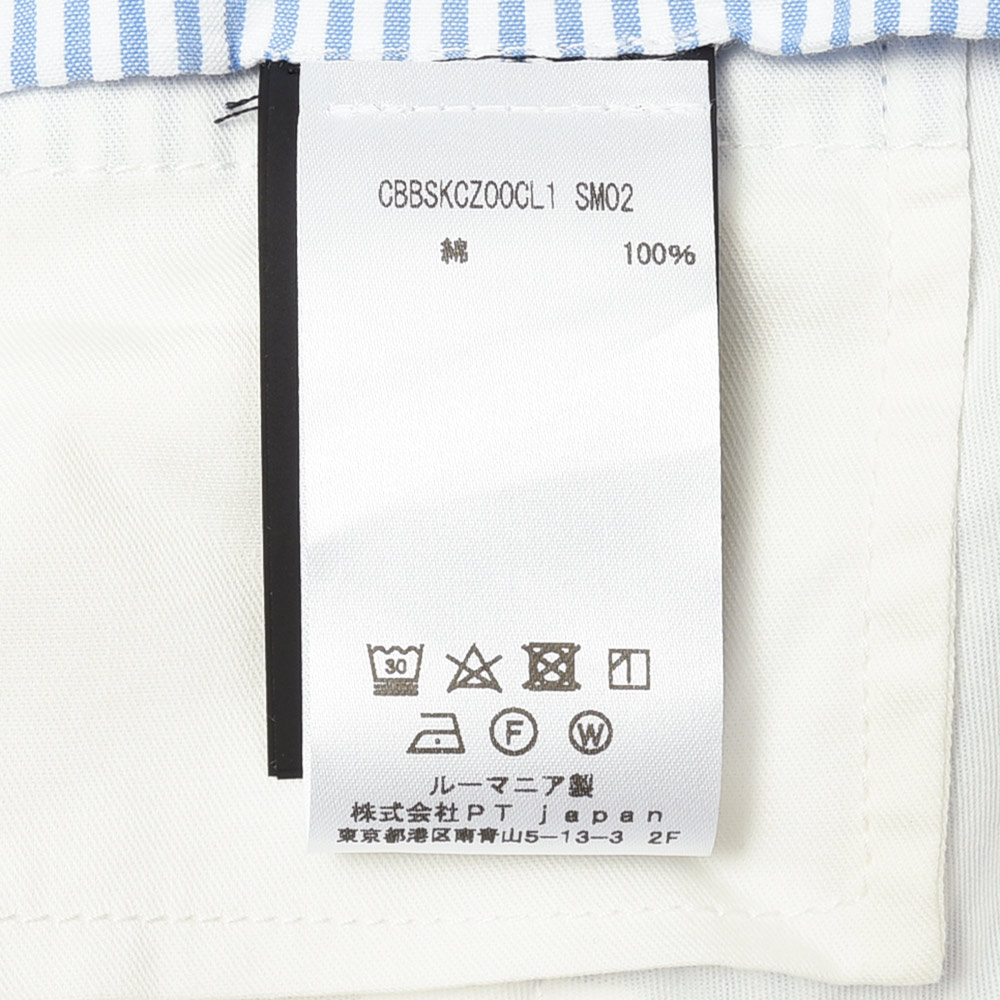 CBBSKCZ00CL1 SM02
綿 100%
30
F W
ルーマニア製
株式会社PT japan
東京都港区南青山5-13-3 2F